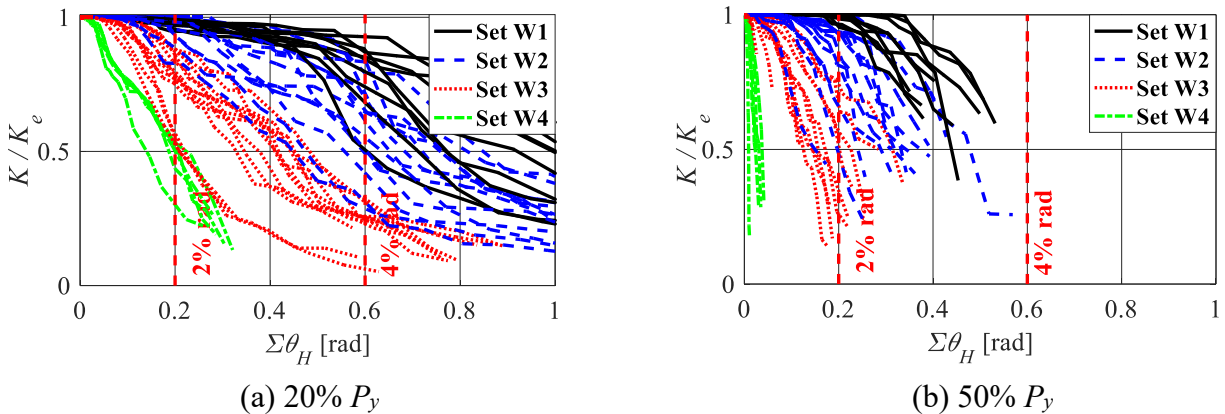 1
0.5
0
K / K_e
0
0.2
0.4
0.6
0.8
1
Σθ_H [rad]
2% rad
4% rad
Set W1
Set W2
Set W3
Set W4
(a) 20% P_y
1
0.5
0
K / K_e
0
0.2
0.4
0.6
0.8
1
Σθ_H [rad]
2% rad
4% rad
Set W1
Set W2
Set W3
Set W4
(b) 50% P_y